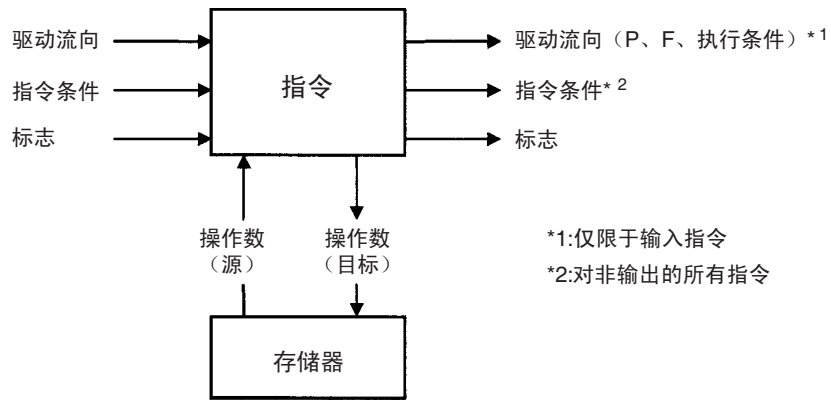 驱动流向
驱动流向（P、F、执行条件）*1
指令条件
指令
指令条件*2
标志
标志
操作数
（源）
操作数
（目标）
*1:仅限于输入指令
*2:对非输出的所有指令
存储器